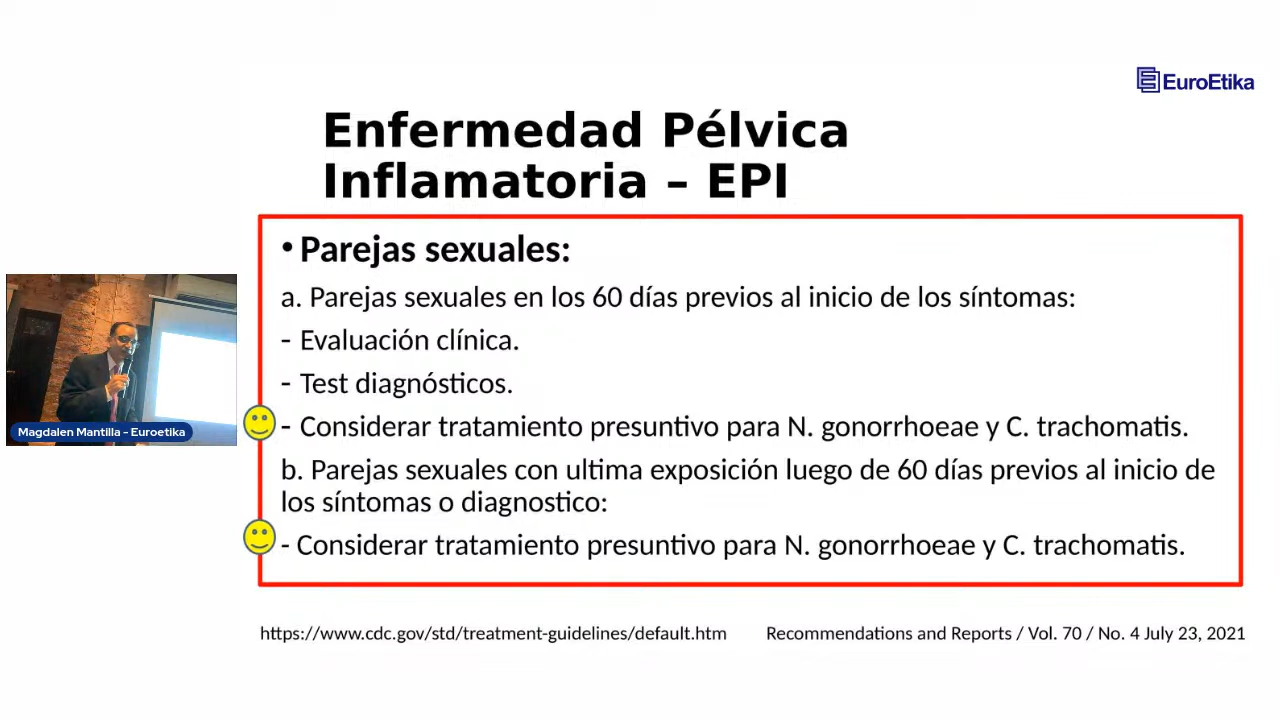 EuroEtika
Enfermedad Pélvica
Inflamatoria – EPI
• Parejas sexuales:
a. Parejas sexuales en los 60 días previos al inicio de los síntomas:
- Evaluación clínica.
- Test diagnósticos.
- Considerar tratamiento presuntivo para N. gonorrhoeae y C. trachomatis.
b. Parejas sexuales con ultima exposición luego de 60 días previos al inicio de
los síntomas o diagnostico:
- Considerar tratamiento presuntivo para N. gonorrhoeae y C. trachomatis.
Magdalen Mantilla - Euroetika
https://www.cdc.gov/std/treatment-guidelines/default.htm Recommendations and Reports / Vol. 70 / No. 4 July 23, 2021